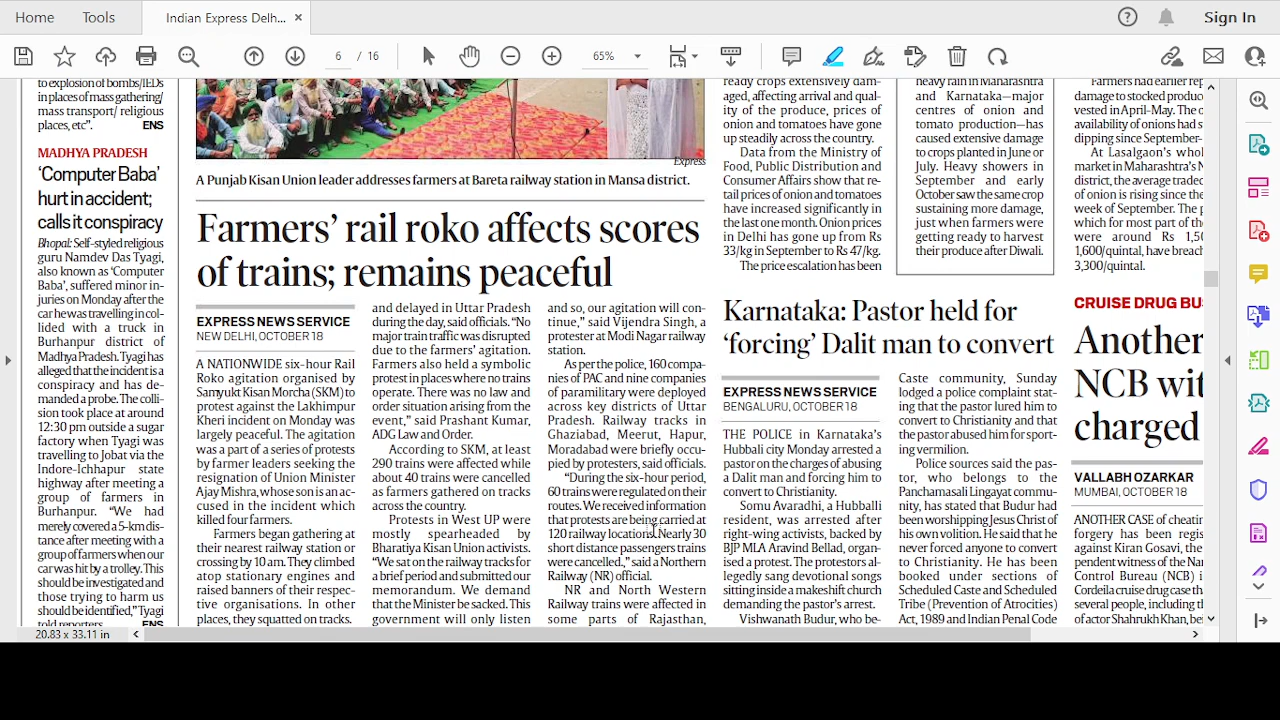 Home
Tools
Indian Express Delh...
Sign In
6 / 16
65%
to explosion of bombs/IEDs
in places of mass gathering/
mass transport/ religious
places, etc”. ENS
MADHYA PRADESH
‘Computer Baba’
hurt in accident;
calls it conspiracy
Bhopal: Self-styled religious
guru Namdev Das Tyagi,
also known as ‘Computer
Baba’, suffered minor in-
juries on Monday after the
car he was travelling in col-
lided with a truck in
Burhanpur district of
Madhya Pradesh. Tyagi has
alleged that the incident is a
conspiracy and has de-
manded a probe. The colli-
sion took place at around
12:30 pm outside a sugar
factory when Tyagi was
travelling to Jobat via the
Indore-Ichhapur state
highway after meeting a
group of farmers in
Burhanpur. “We had
merely covered a 5-km dis-
tance after meeting with a
group of farmers when our
car was hit by a trolley. This
should be investigated and
those trying to harm us
should be identified,” Tyagi
told reporters. ENS
Express
A Punjab Kisan Union leader addresses farmers at Bareta railway station in Mansa district.
Farmers’ rail roko affects scores
of trains; remains peaceful
EXPRESS NEWS SERVICE
NEW DELHI, OCTOBER 18
A NATIONWIDE six-hour Rail
Roko agitation organised by
Samyukt Kisan Morcha (SKM) to
protest against the Lakhimpur
Kheri incident on Monday was
largely peaceful. The agitation
was a part of a series of protests
by farmer leaders seeking the
resignation of Union Minister
Ajay Mishra, whose son is an ac-
cused in the incident which
killed four farmers.
Farmers began gathering at
their nearest railway station or
crossing by 10 am. They climbed
atop stationary engines and
raised banners of their respec-
tive organisations. In other
places, they squatted on tracks.
and delayed in Uttar Pradesh
during the day, said officials. “No
major train traffic was disrupted
due to the farmers’ agitation.
Farmers also held a symbolic
protest in places where no trains
operate. There was no law and
order situation arising from the
event,” said Prashant Kumar,
ADG Law and Order.
According to SKM, at least
290 trains were affected while
about 40 trains were cancelled
as farmers gathered on tracks
across the country.
Protests in West UP were
mostly spearheaded by
Bharatiya Kisan Union activists.
“We sat on the railway tracks for
a brief period and submitted our
memorandum. We demand
that the Minister be sacked. This
government will only listen
and so, our agitation will con-
tinue,” said Vijendra Singh, a
protester at Modi Nagar railway
station.
As per the police, 160 compa-
nies of PAC and nine companies
of paramilitary were deployed
across key districts of Uttar
Pradesh. Railway tracks in
Ghaziabad, Meerut, Hapur,
Moradabad were briefly occu-
pied by protesters, said officials.
“During the six-hour period,
60 trains were regulated on their
routes. We received information
that protests are being carried at
120 railway locations. Nearly 30
short distance passengers trains
were cancelled.,” said a Northern
Railway (NR) official.
NR and North Western
Railway trains were affected in
some parts of Rajasthan,
ready crops extensively dam-
aged, affecting arrival and qual-
ity of the produce, prices of
onion and tomatoes have gone
up steadily across the country.
Data from the Ministry of
Food, Public Distribution and
Consumer Affairs show that re-
tail prices of onion and tomatoes
have increased significantly in
the last one month. Onion prices
in Delhi has gone up from Rs
33/kg in September to Rs 47/kg.
The price escalation has been
heavy rain in Maharashtra
and Karnataka—major
centres of onion and
tomato production—has
caused extensive damage
to crops planted in June or
July. Heavy showers in
September and early
October saw the same crop
sustaining more damage,
just when farmers were
getting ready to harvest
their produce after Diwali.
Karnataka: Pastor held for
‘forcing’ Dalit man to convert
EXPRESS NEWS SERVICE
BENGALURU, OCTOBER 18
THE POLICE in Karnataka’s
Hubbali city Monday arrested a
pastor on the charges of abusing
a Dalit man and forcing him to
convert to Christianity.
Somu Avaradhi, a Hubballi
resident, was arrested after
right-wing activists, backed by
BJP MLA Aravind Bellad, organ-
ised a protest. The protestors al-
legedly sang devotional songs
sitting inside a makeshift church
demanding the pastor’s arrest.
Vishwanath Budur, who be-
Caste community, Sunday
lodged a police complaint stat-
ing that the pastor lured him to
convert to Christianity and that
the pastor abused him for sport-
ing vermilion.
Police sources said the pas-
tor, who belongs to the
Panchamasali Lingayat commu-
nity, has stated that Budur had
been worshipping Jesus Christ of
his own volition. He said that he
never forced anyone to convert
to Christianity. He has been
booked under sections of
Scheduled Caste and Scheduled
Tribe (Prevention of Atrocities)
Act, 1989 and Indian Penal Code
Farmers had earlier rep
damage to stocked produc
vested in April-May. The o
availability of onions had s
dipping since September-
At Lasalgaon’s whol
market in Maharashtra’s N
district, the average traded
of onion is rising since the
week of September. The p
which for most part of th
were around Rs 1,50
1,600/quintal, have breach
3,300/quintal.
CRUISE DRUG BU
Another
NCB wit
charged
VALLABH OZARKAR
MUMBAI, OCTOBER 18
ANOTHER CASE of cheatin
forgery has been regis
against Kiran Gosavi, the
pendent witness of the Nar
Control Bureau (NCB) i
Cordelia cruise drug case th
several people, including th
of actor Shahrukh Khan, be
20.83 x 33.11 in